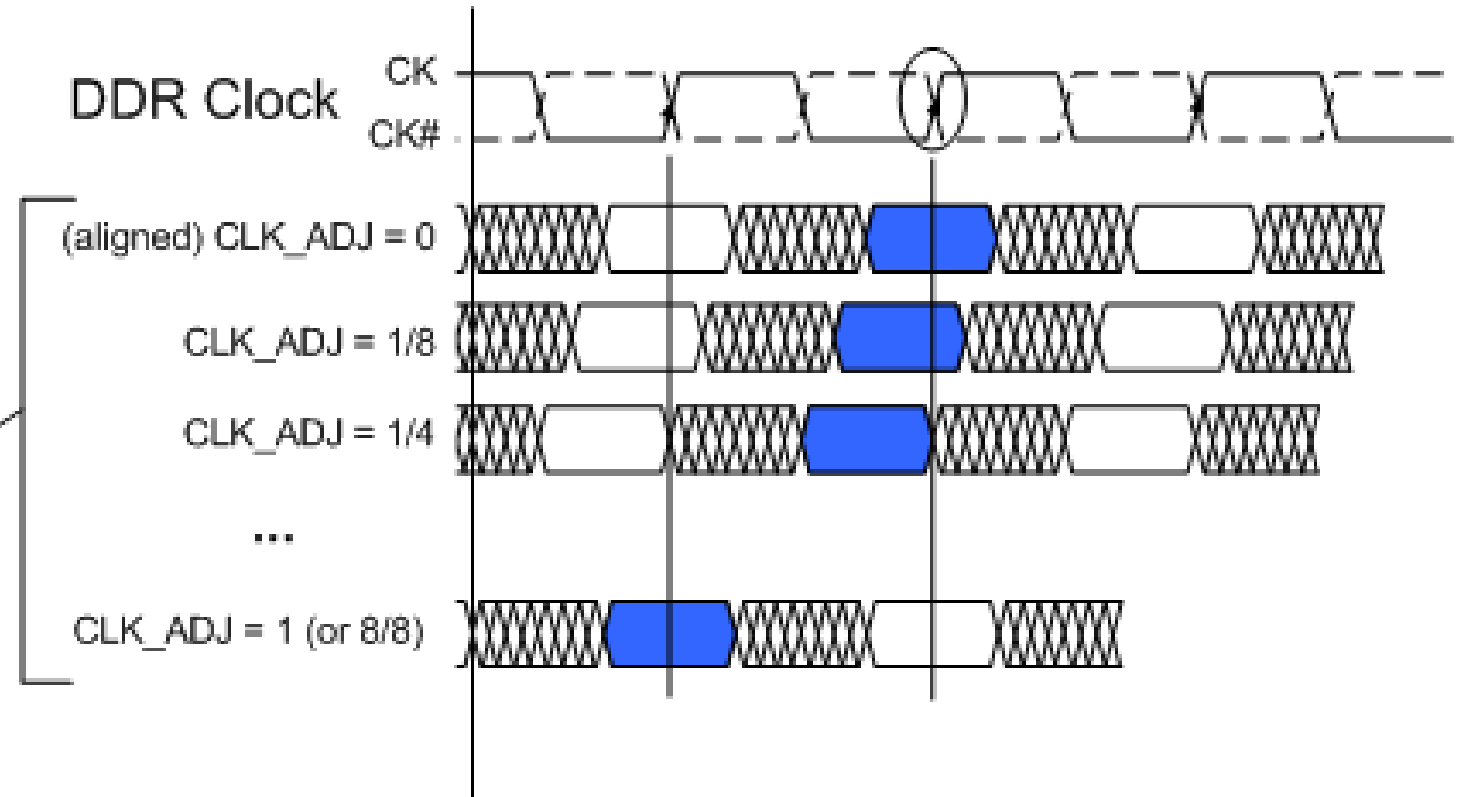 CK
DDR Clock
CK#
(aligned) CLK_ADJ = 0
CLK_ADJ = 1/8
CLK_ADJ = 1/4
...
CLK_ADJ = 1 (or 8/8)